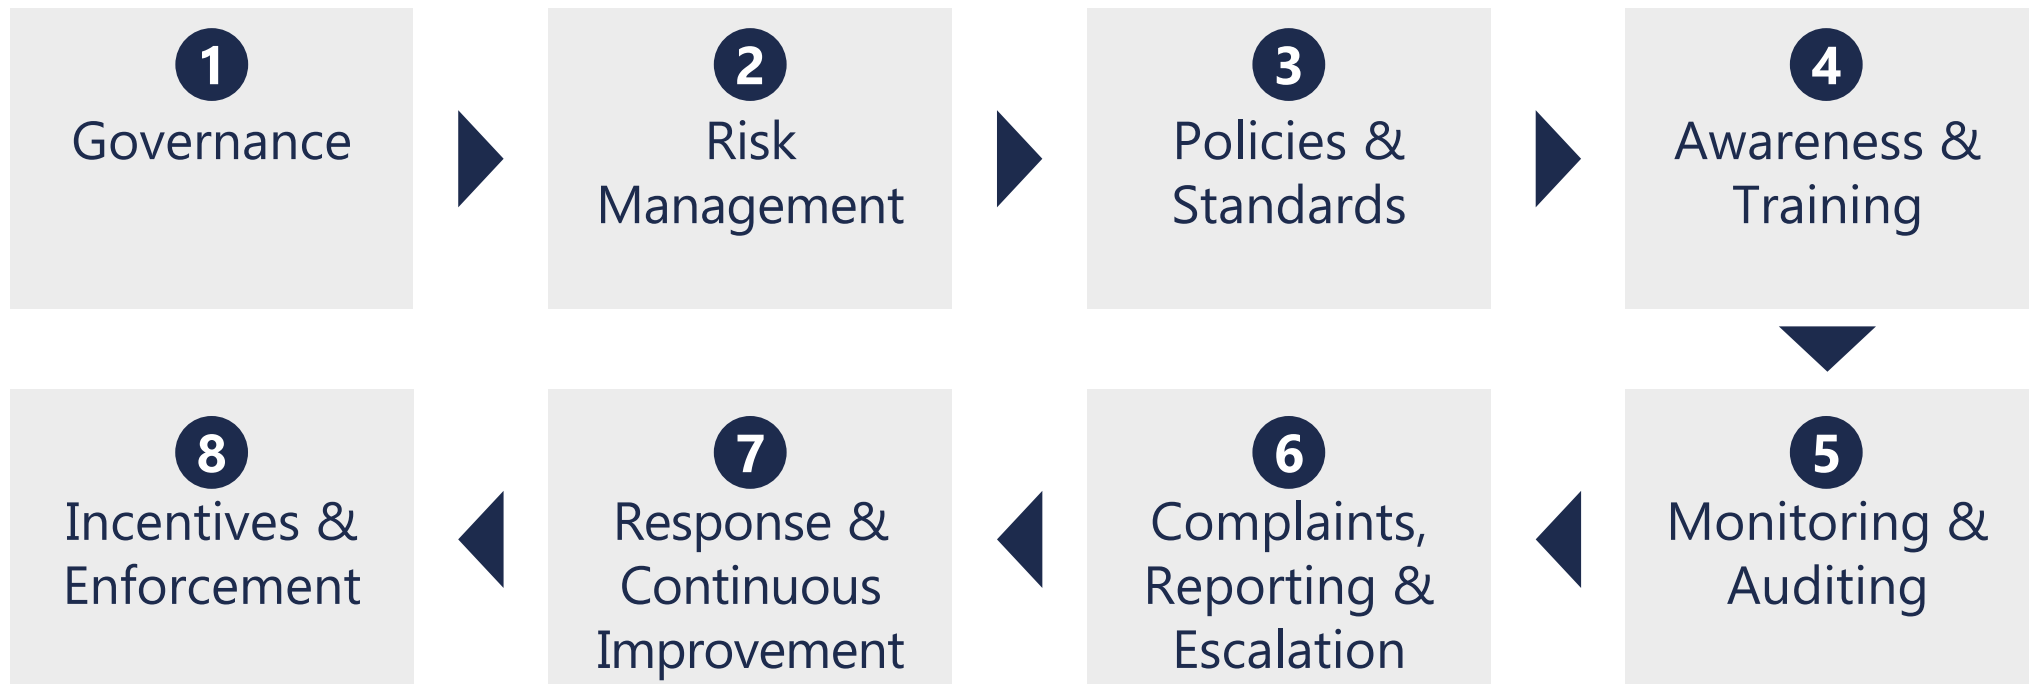 1
Governance
2
Risk
Management
3
Policies &
Standards
4
Awareness &
Training
5
Monitoring &
Auditing
6
Complaints,
Reporting &
Escalation
7
Response &
Continuous
Improvement
8
Incentives &
Enforcement